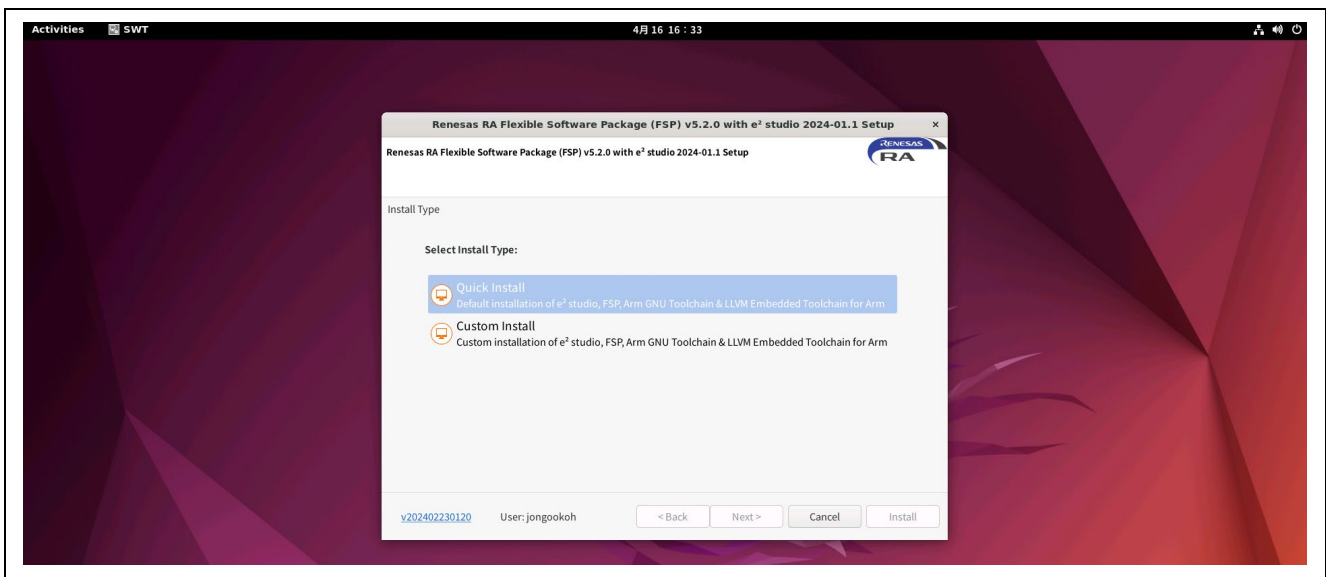 Activities SWT 4月 16 16：33
Renesas RA Flexible Software Package (FSP) v5.2.0 with e² studio 2024-01.1 Setup ×
Renesas RA Flexible Software Package (FSP) v5.2.0 with e² studio 2024-01.1 Setup
RENESAS
RA
Install Type
Select Install Type:
Quick Install
Default installation of e² studio, FSP, Arm GNU Toolchain & LLVM Embedded Toolchain for Arm
Custom Install
Custom installation of e² studio, FSP, Arm GNU Toolchain & LLVM Embedded Toolchain for Arm
v202402230120 User: jongookoh < Back Next > Cancel Install